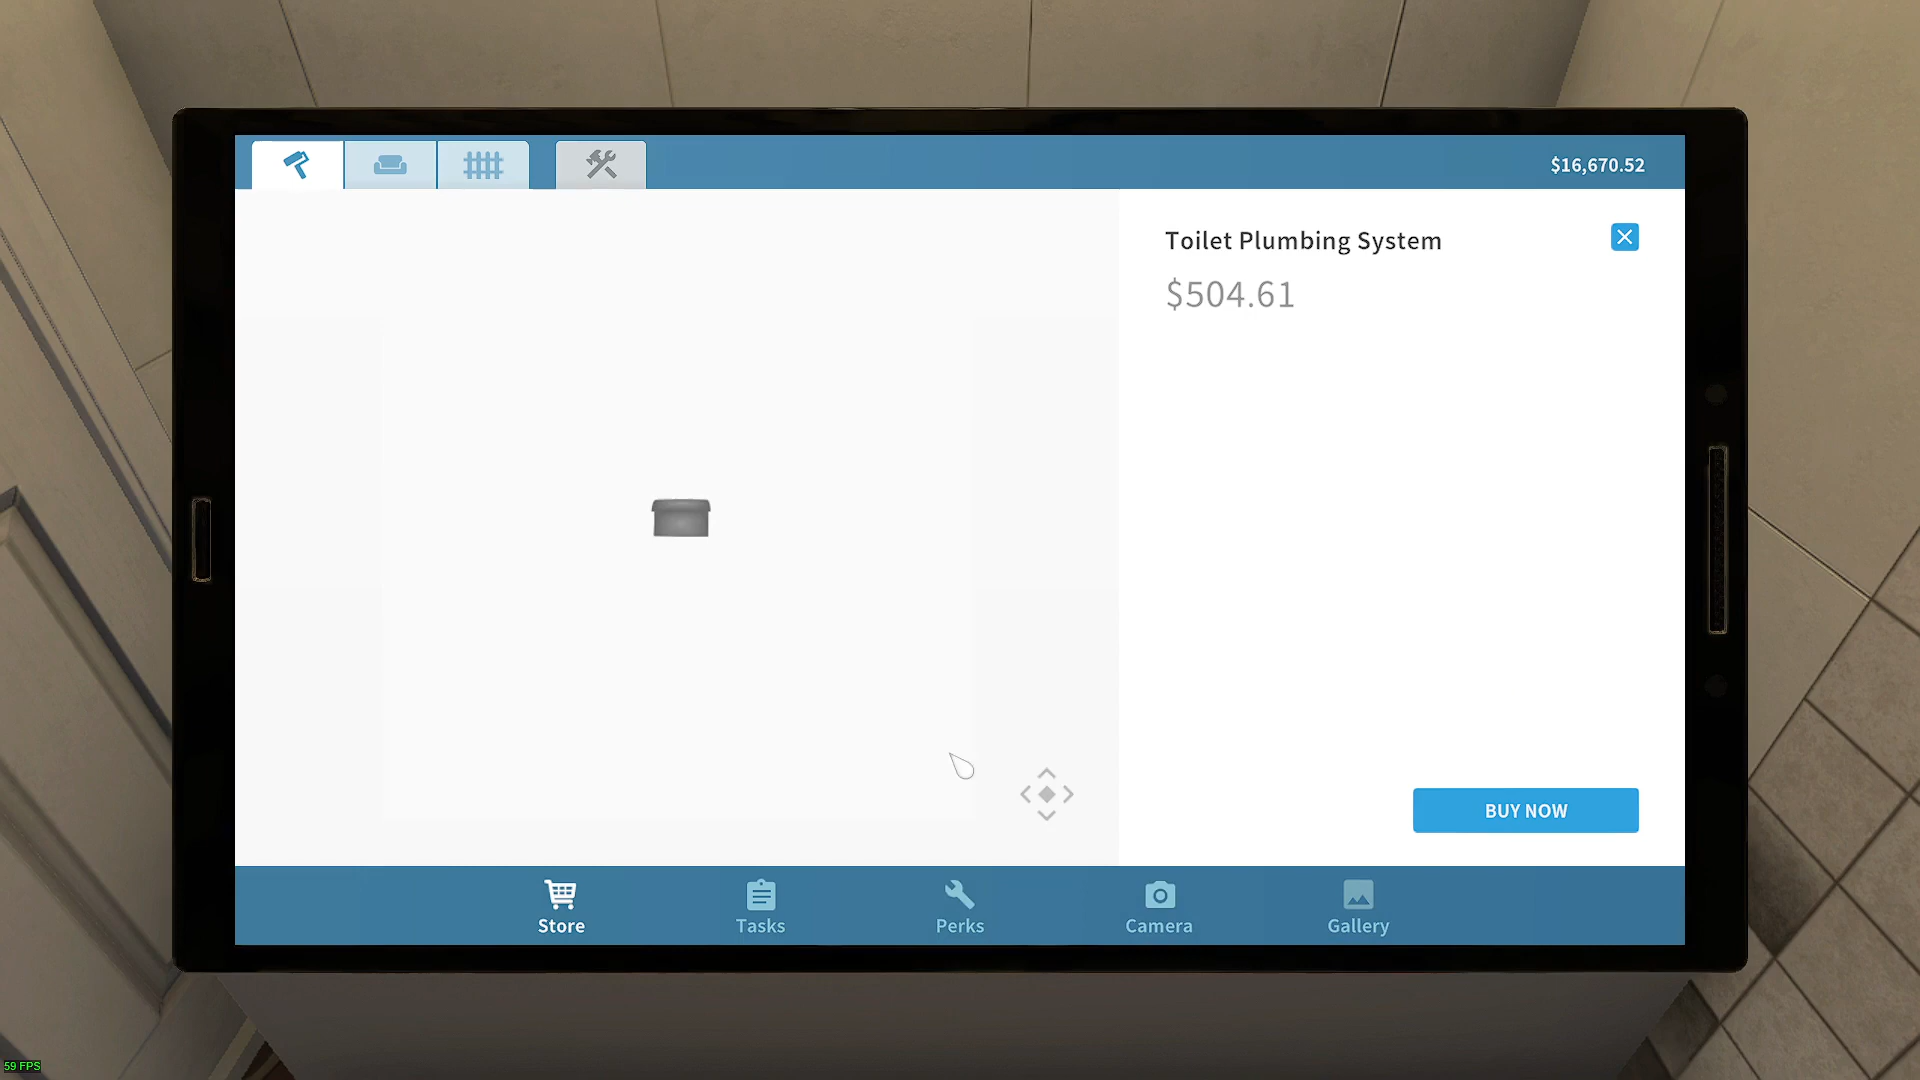 $16,670.52
Toilet Plumbing System
$504.61
BUY NOW
Store
Tasks
Perks
Camera
Gallery
59 FPS